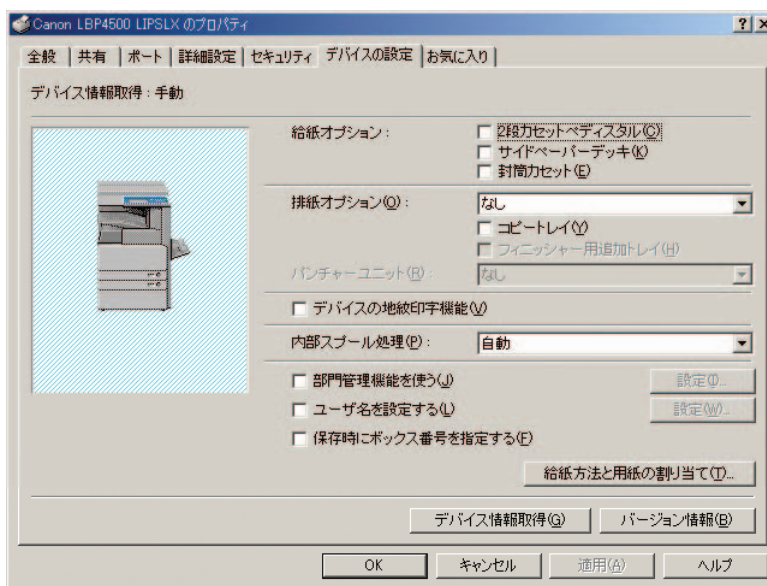 Canon LBP4500 LIPSLX のプロパティ
全般 共有 ポート 詳細設定 セキュリティ デバイスの設定 お気に入り
デバイス情報取得：手動
給紙オプション： 2段カセットペディスタル(C)
サイドペーパーデッキ(K)
封筒カセット(E)
排紙オプション(O)： なし
コピートレイ(Y)
フィニッシャー用追加トレイ(H)
パンチャーユニット(R)： なし
デバイスの地紋印字機能(V)
内部スプール処理(P)： 自動
部門管理機能を使う(J) 設定(I)...
ユーザ名を設定する(L) 設定(W)...
保存時にボックス番号を指定する(F)
給紙方法と用紙の割り当て(T)...
デバイス情報取得(G) バージョン情報(B)
OK キャンセル 適用(A) ヘルプ